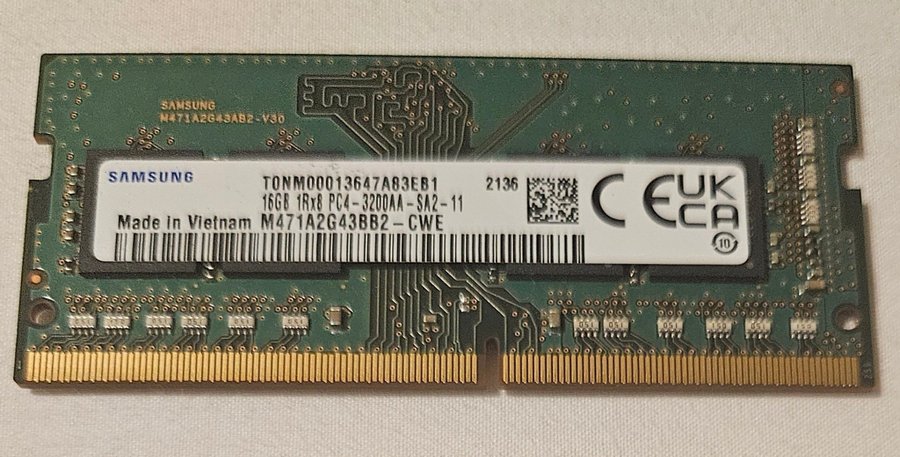 SAMSUNG
M471A2G43AB2-V30
SAMSUNG
T0NM00013647A83EB1
2136
16GB 1Rx8 PC4-3200AA-SA2-11
Made in Vietnam M471A2G43BB2-CWE
CE
UK
CA
10